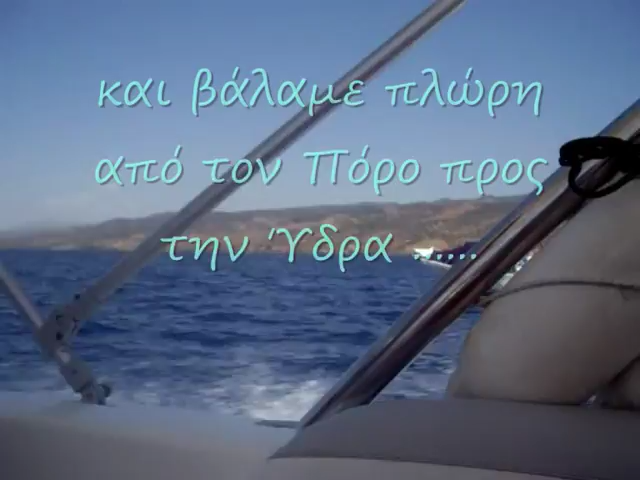 και βάλαμε πλώρη
από τον Πόρο προς
την Ύδρα ......